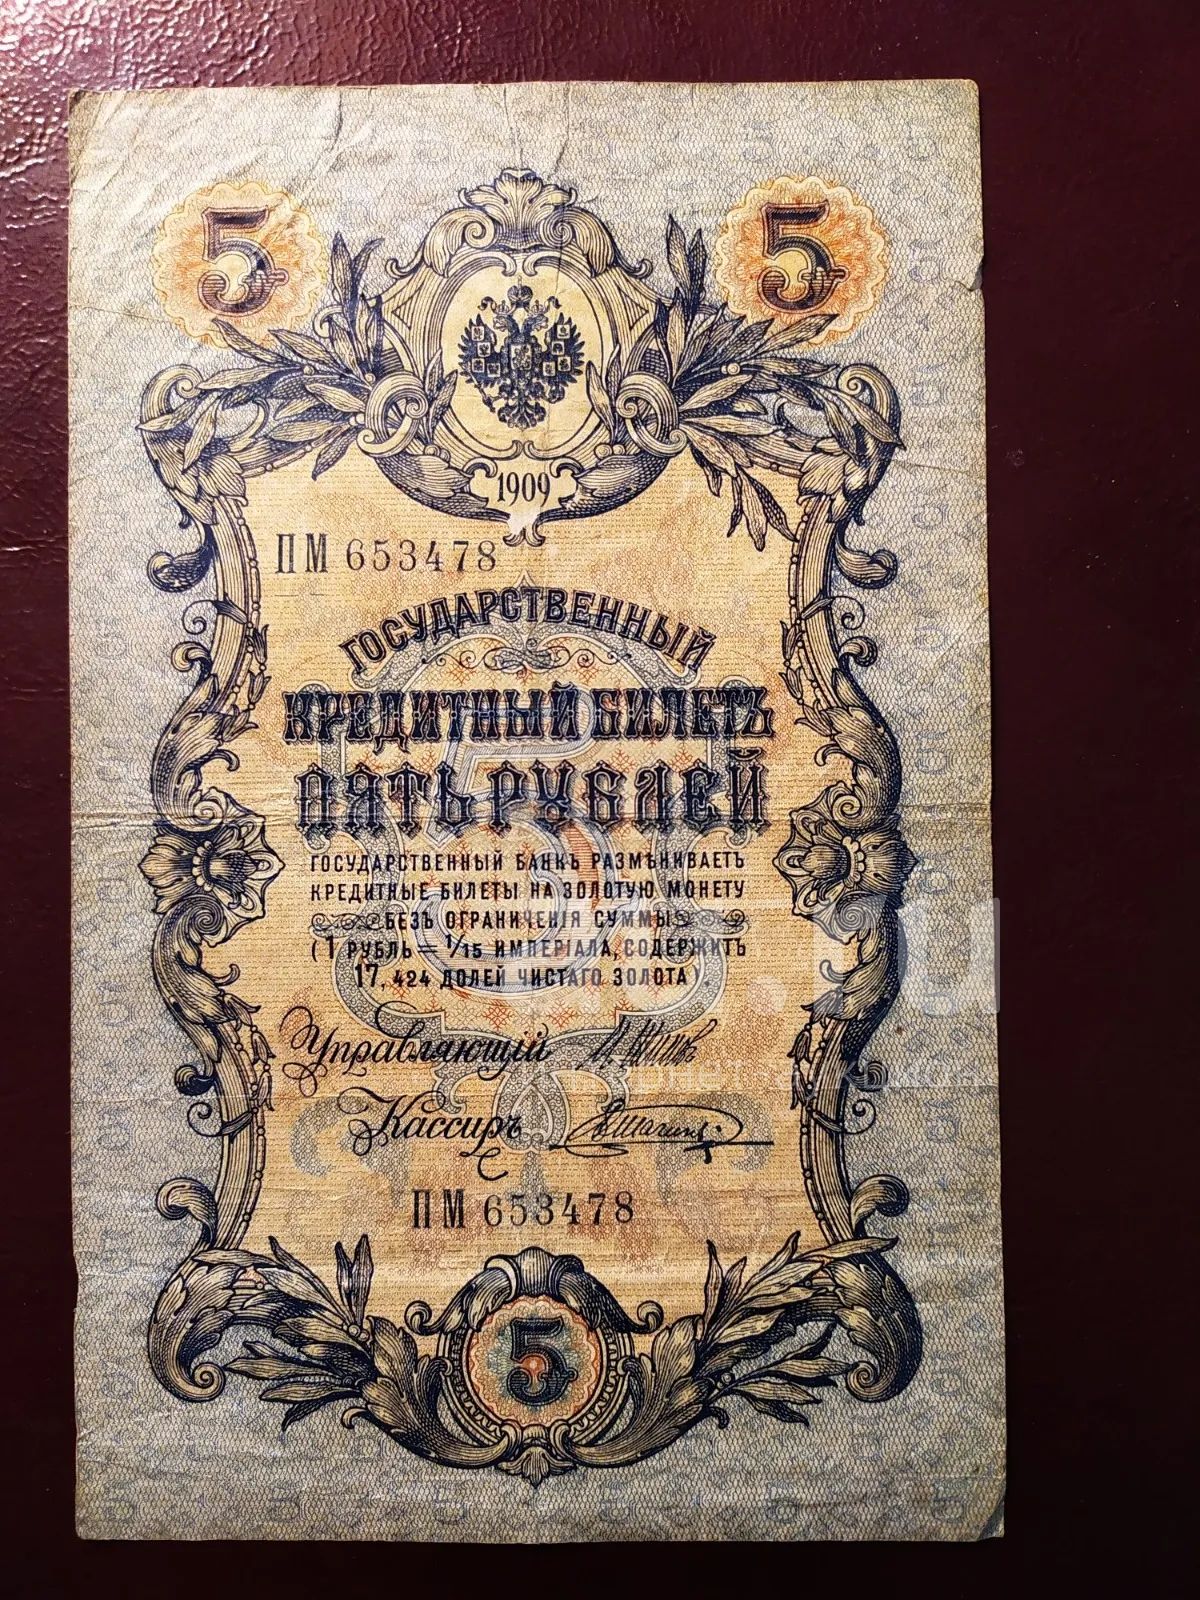 5 5
1909
ПМ 653478
ГОСУДАРСТВЕННЫЙ
КРЕДИТНЫЙ БИЛЕТЪ
ПЯТЬ РУБЛЕЙ
5
ГОСУДАРСТВЕННЫЙ БАНКЪ РАЗМѢНИВАЕТЪ
КРЕДИТНЫЕ БИЛЕТЫ НА ЗОЛОТУЮ МОНЕТУ
БЕЗЪ ОГРАНИЧЕНІЯ СУММЫ
(1 РУБЛЬ = 1/15 ИМПЕРІАЛА, СОДЕРЖИТЪ
17,424 ДОЛЕЙ ЧИСТАГО ЗОЛОТА).
Управляющій
Кассиръ
ПМ 653478
5